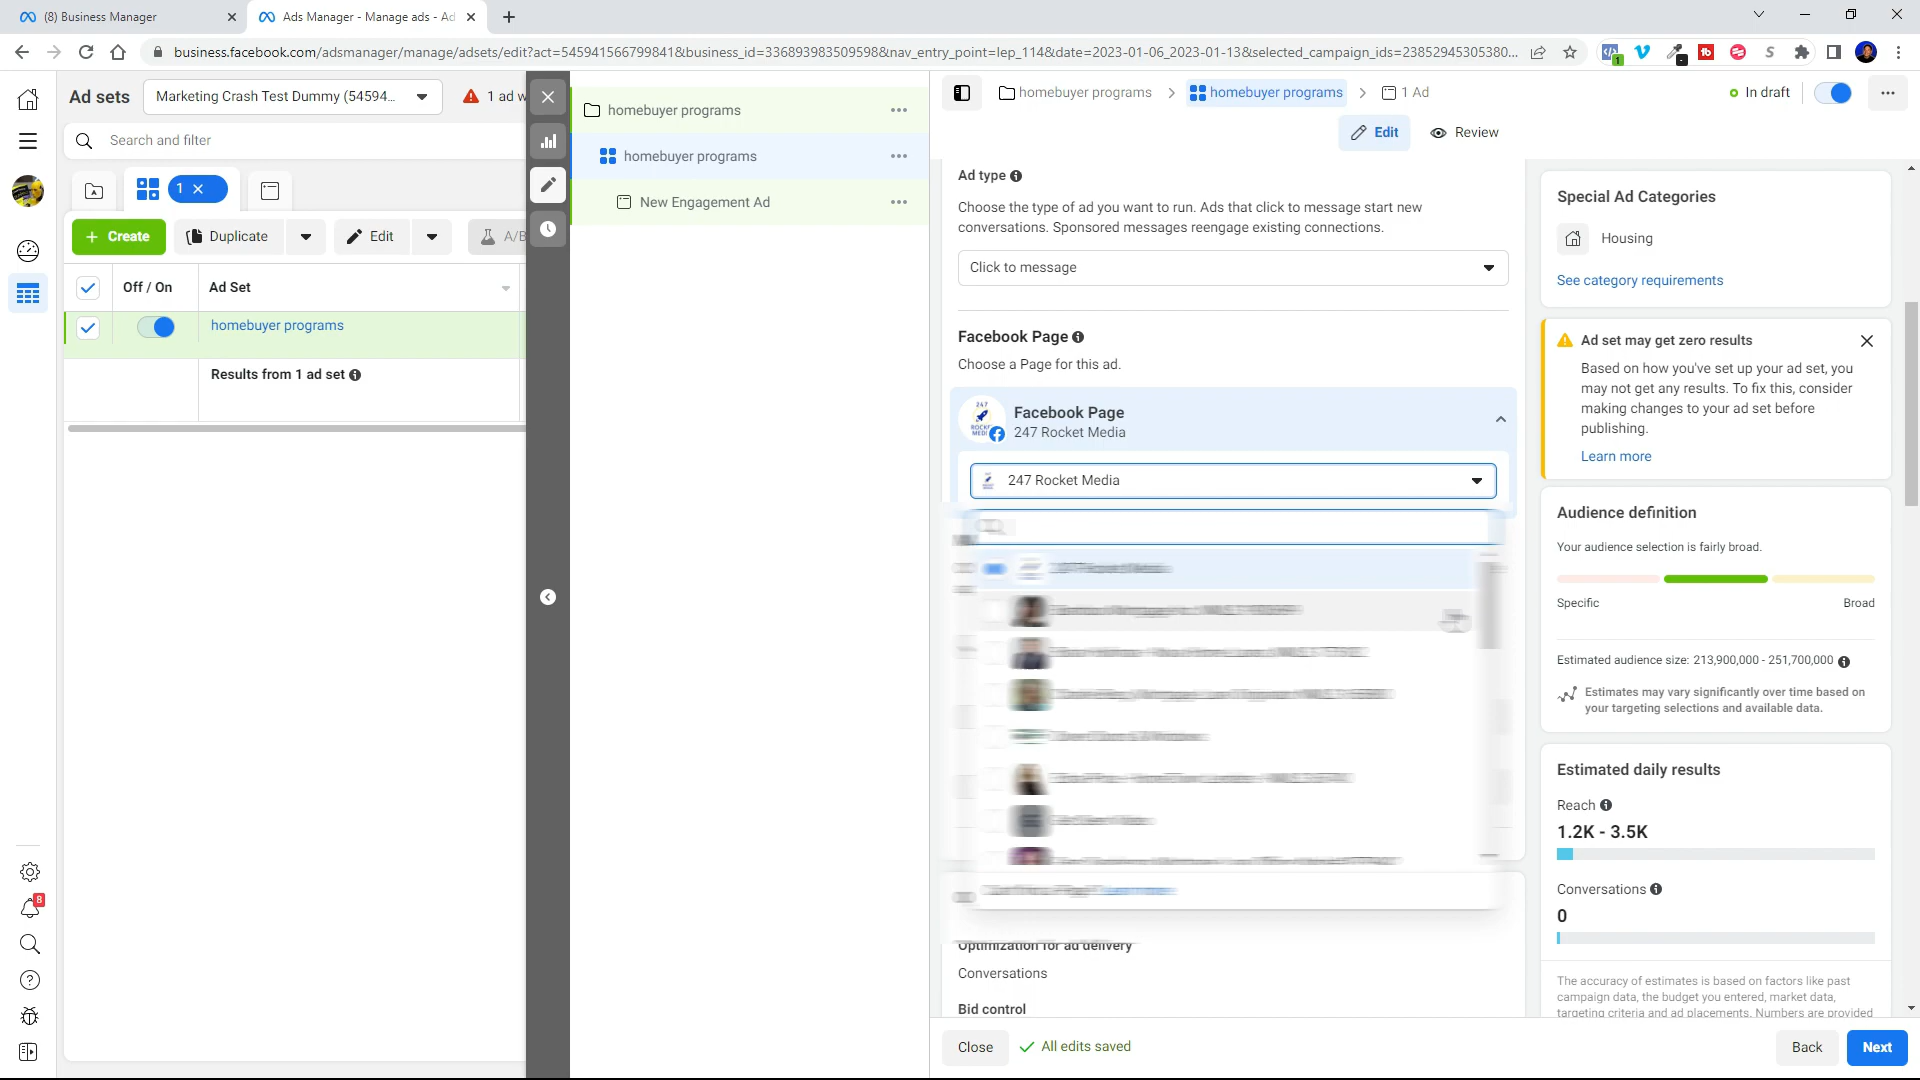 (8) Business Manager
Ads Manager - Manage ads - Ad
business.facebook.com/adsmanager/manage/adsets/edit?act=545941566799841&business_id=336893983509598&nav_entry_point=lep_114&date=2023-01-06_2023-01-13&selected_campaign_ids=23852945305380...
Ad sets
Marketing Crash Test Dummy (54594...
1 ad w
Search and filter
1
Create
Duplicate
Edit
A/B
Off / On
Ad Set
homebuyer programs
Results from 1 ad set
8
homebuyer programs
homebuyer programs
New Engagement Ad
homebuyer programs
homebuyer programs
1 Ad
In draft
Edit
Review
Ad type
Choose the type of ad you want to run. Ads that click to message start new
conversations. Sponsored messages reengage existing connections.
Click to message
Facebook Page
Choose a Page for this ad.
247
ROCKE
MEDI
Facebook Page
247 Rocket Media
247 Rocket Media
Optimization for ad delivery
Conversations
Bid control
Close
All edits saved
Back
Next
Special Ad Categories
Housing
See category requirements
Ad set may get zero results
Based on how you've set up your ad set, you
may not get any results. To fix this, consider
making changes to your ad set before
publishing.
Learn more
Audience definition
Your audience selection is fairly broad.
Specific
Broad
Estimated audience size: 213,900,000 - 251,700,000
Estimates may vary significantly over time based on
your targeting selections and available data.
Estimated daily results
Reach
1.2K - 3.5K
Conversations
0
The accuracy of estimates is based on factors like past
campaign data, the budget you entered, market data,
targeting criteria and ad placements. Numbers are provided